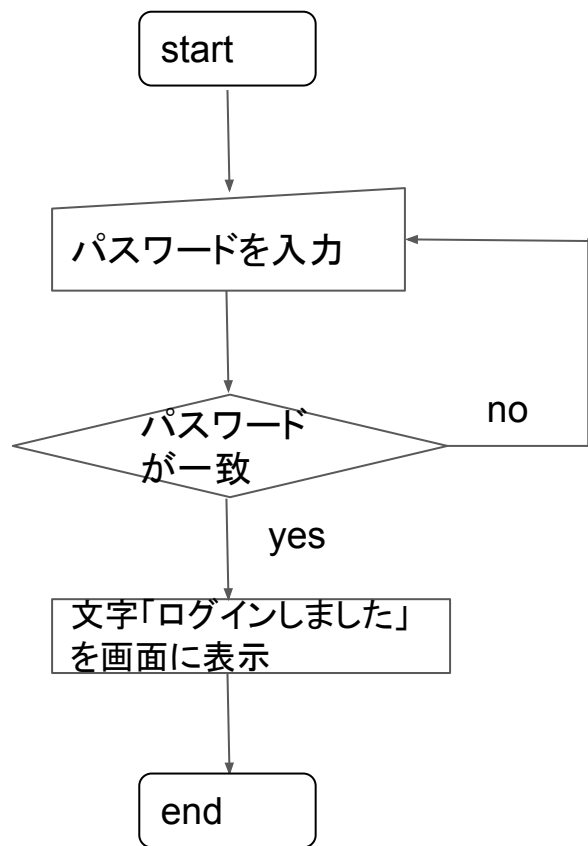 start
パスワードを入力
パスワード
が一致
no
yes
文字「ログインしました」
を画面に表示
end